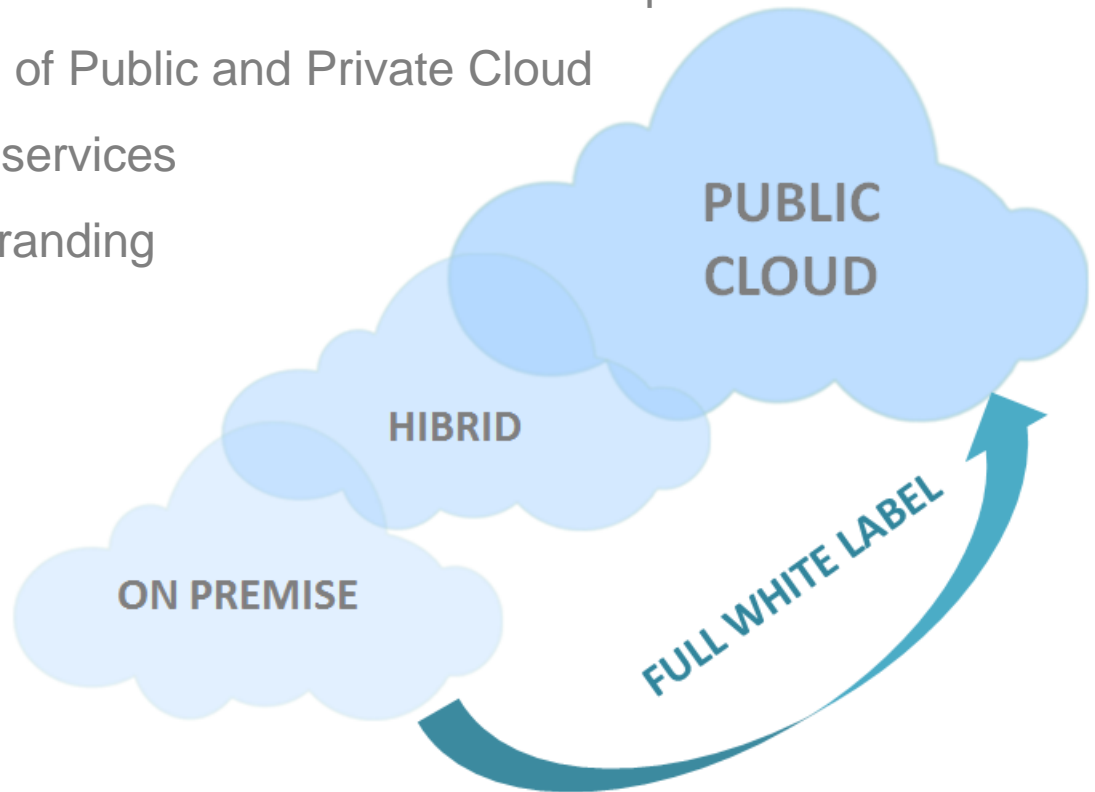 of Public and Private Cloud
services
randing
PUBLIC
CLOUD
HIBRID
ON PREMISE
FULL WHITE LABEL